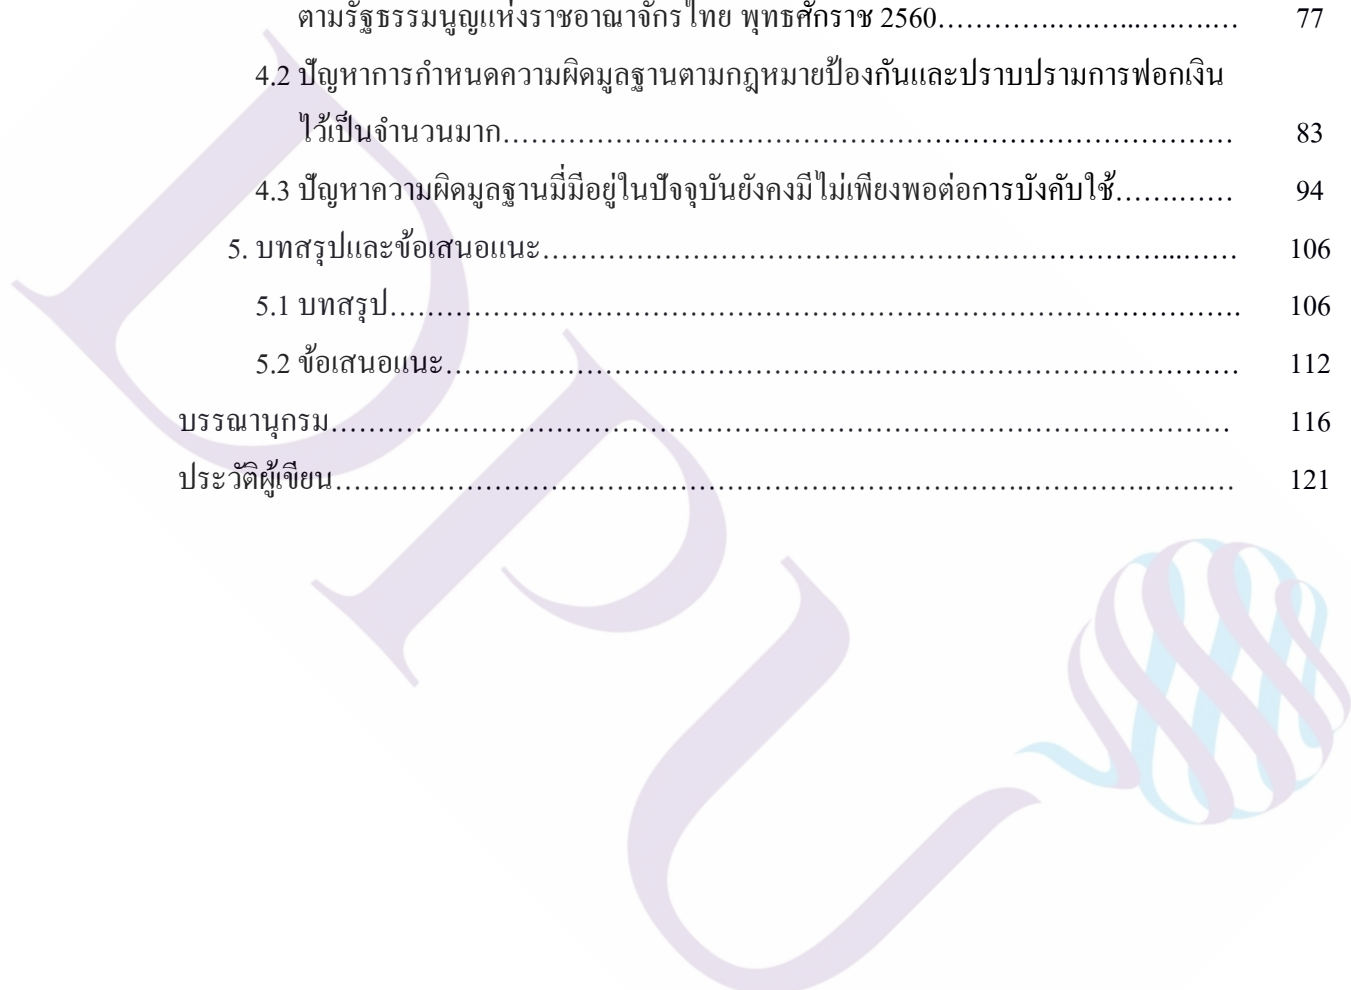 ตามรัฐธรรมนูญแห่งราชอาณาจักรไทย พุทธศักราช 2560………….…….…...….…….… 77
4.2 ปัญหาการกำหนดความผิดมูลฐานตามกฎหมายป้องกันและปราบปรามการฟอกเงิน
ไว้เป็นจำนวนมาก……………………………………………………………………… 83
4.3 ปัญหาความผิดมูลฐานมี่มีอยู่ในปัจจุบันยังคงมีไม่เพียงพอต่อการบังคับใช้…….…… 94
5. บทสรุปและข้อเสนอแนะ…………………………………………………………...…… 106
5.1 บทสรุป…………………………………………………………………………………. 106
5.2 ข้อเสนอแนะ……………………………………….…………………………………… 112
บรรณานุกรม……………………………………………………………………………………… 116
ประวัติผู้เขียน…………………………….………………………………….………….…….… 121
DPU